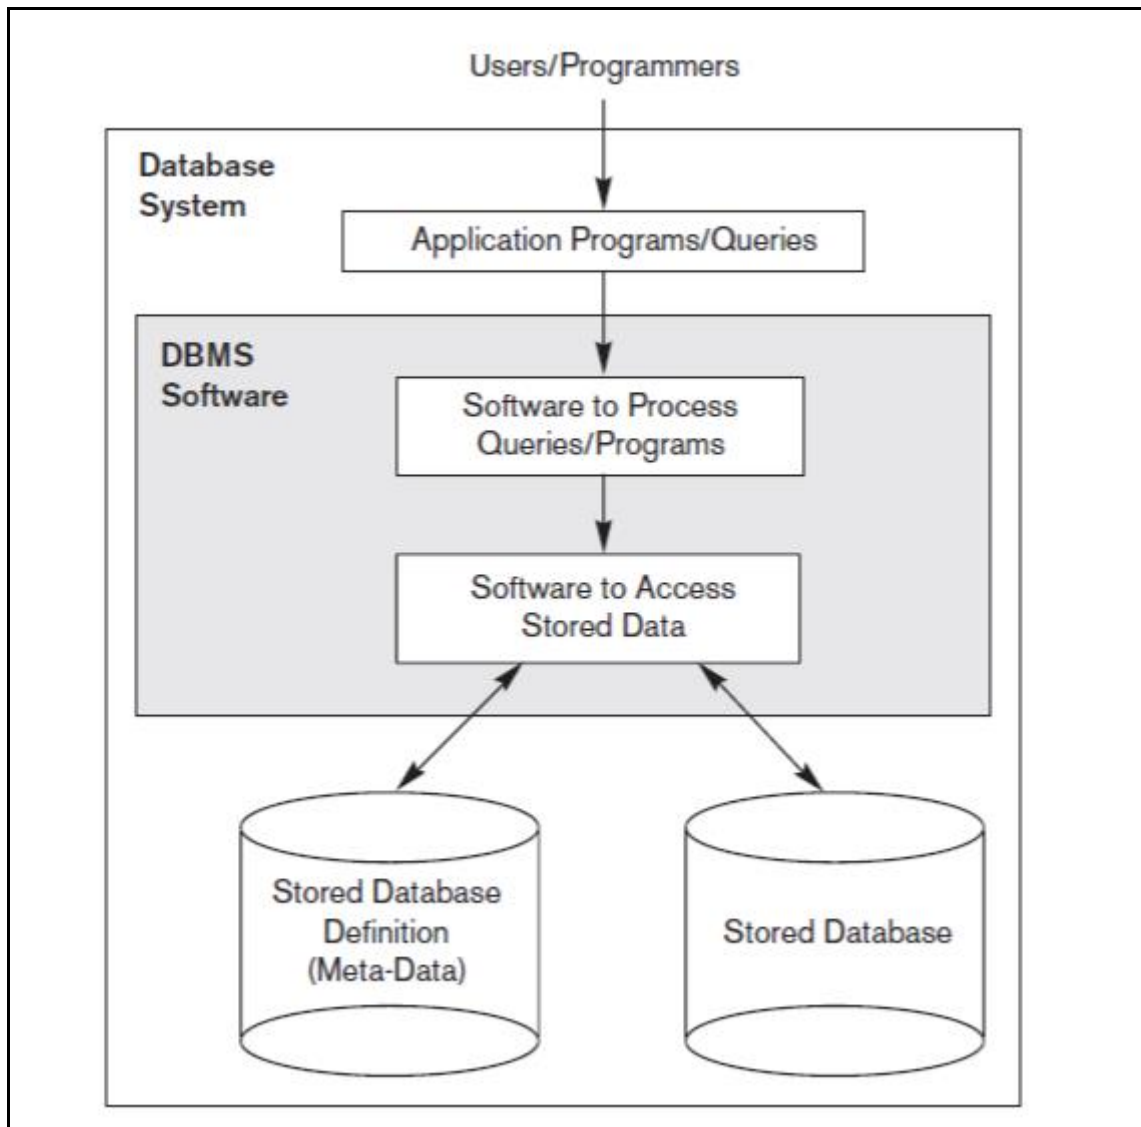 Users/Programmers
Database
System
Application Programs/Queries
DBMS
Software
Software to Process
Queries/Programs
Software to Access
Stored Data
Stored Database
Definition
(Meta-Data)
Stored Database